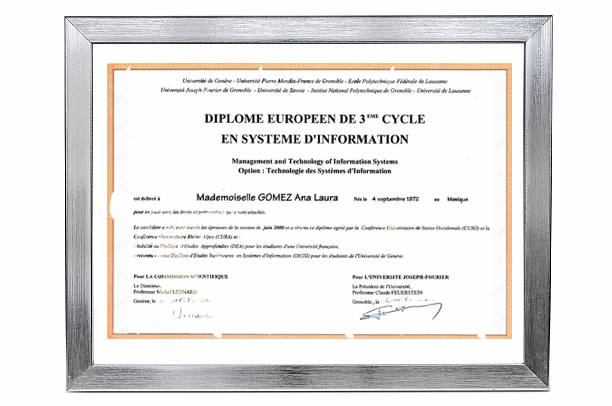 Université de Genève - Université Pierre Mendès-France de Grenoble - Ecole Polytechnique Fédérale de Lausanne
Université Joseph-Fourier de Grenoble - Université de Savoie - Institut National Polytechnique de Grenoble - Université de Lausanne
DIPLOME EUROPEEN DE 3EME CYCLE
EN SYSTEME D'INFORMATION
Management and Technology of Information Systems
Option : Technologie des Systèmes d'Information
est délivré à Mademoiselle GOMEZ Ana Laura Née le 4 septembre 1972 au Mexique
pour en jouir avec les droits et prérogatives qui y sont attachés.
Le candidat a subi avec succès les épreuves de la session de juin 2000 et a obtenu ce diplôme agréé par la Conférence Universitaire de Suisse Occidentale (CUSO) et la
Conférence Universitaire Rhône-Alpes (CURA) et :
- habilité au Diplôme d'Etudes Approfondies (DEA) pour les étudiants d'une Université française,
- reconnu comme Diplôme d'Etudes Supérieures en Systèmes d'Information (DESSI) pour les étudiants de l'Université de Genève.
Pour LA COMMISSION SCIENTIFIQUE
Le Directeur,
Professeur Michel LEONARD
Genève, le
Pour L'UNIVERSITE JOSEPH-FOURIER
Le Président de l'Université,
Professeur Claude FEUERSTEIN
Grenoble, le